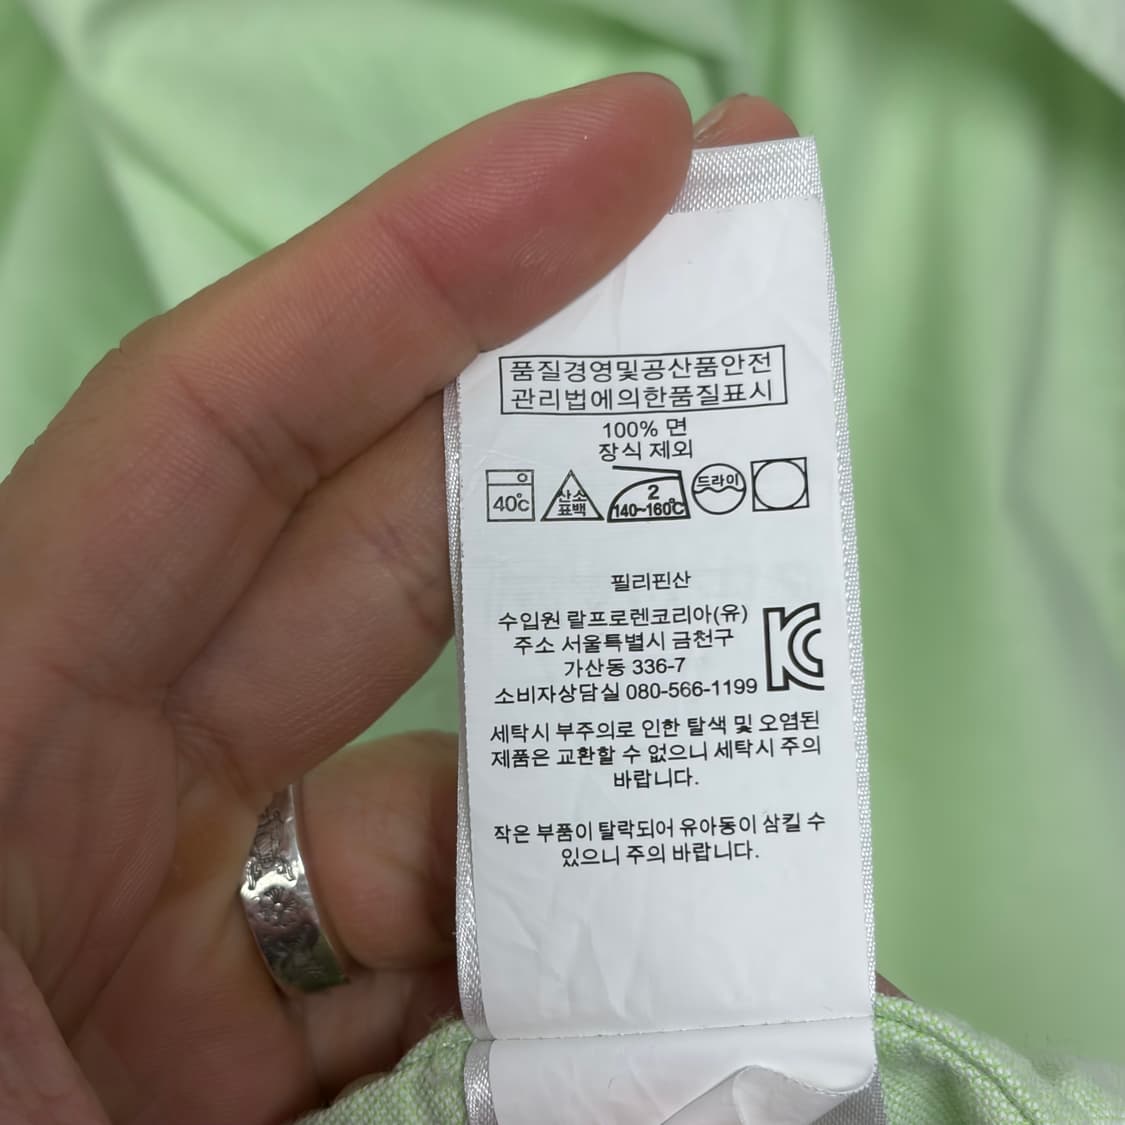 품질경영및공산품안전
관리법에의한품질표시
100% 면
장식 제외
40℃
산소
표백
2
140~160℃
드라이
필리핀산
수입원 랄프로렌코리아(유)
주소 서울특별시 금천구
가산동 336-7
소비자상담실 080-566-1199
KC
세탁시 부주의로 인한 탈색 및 오염된
제품은 교환할 수 없으니 세탁시 주의
바랍니다.
작은 부품이 탈락되어 유아동이 삼킬 수
있으니 주의 바랍니다.